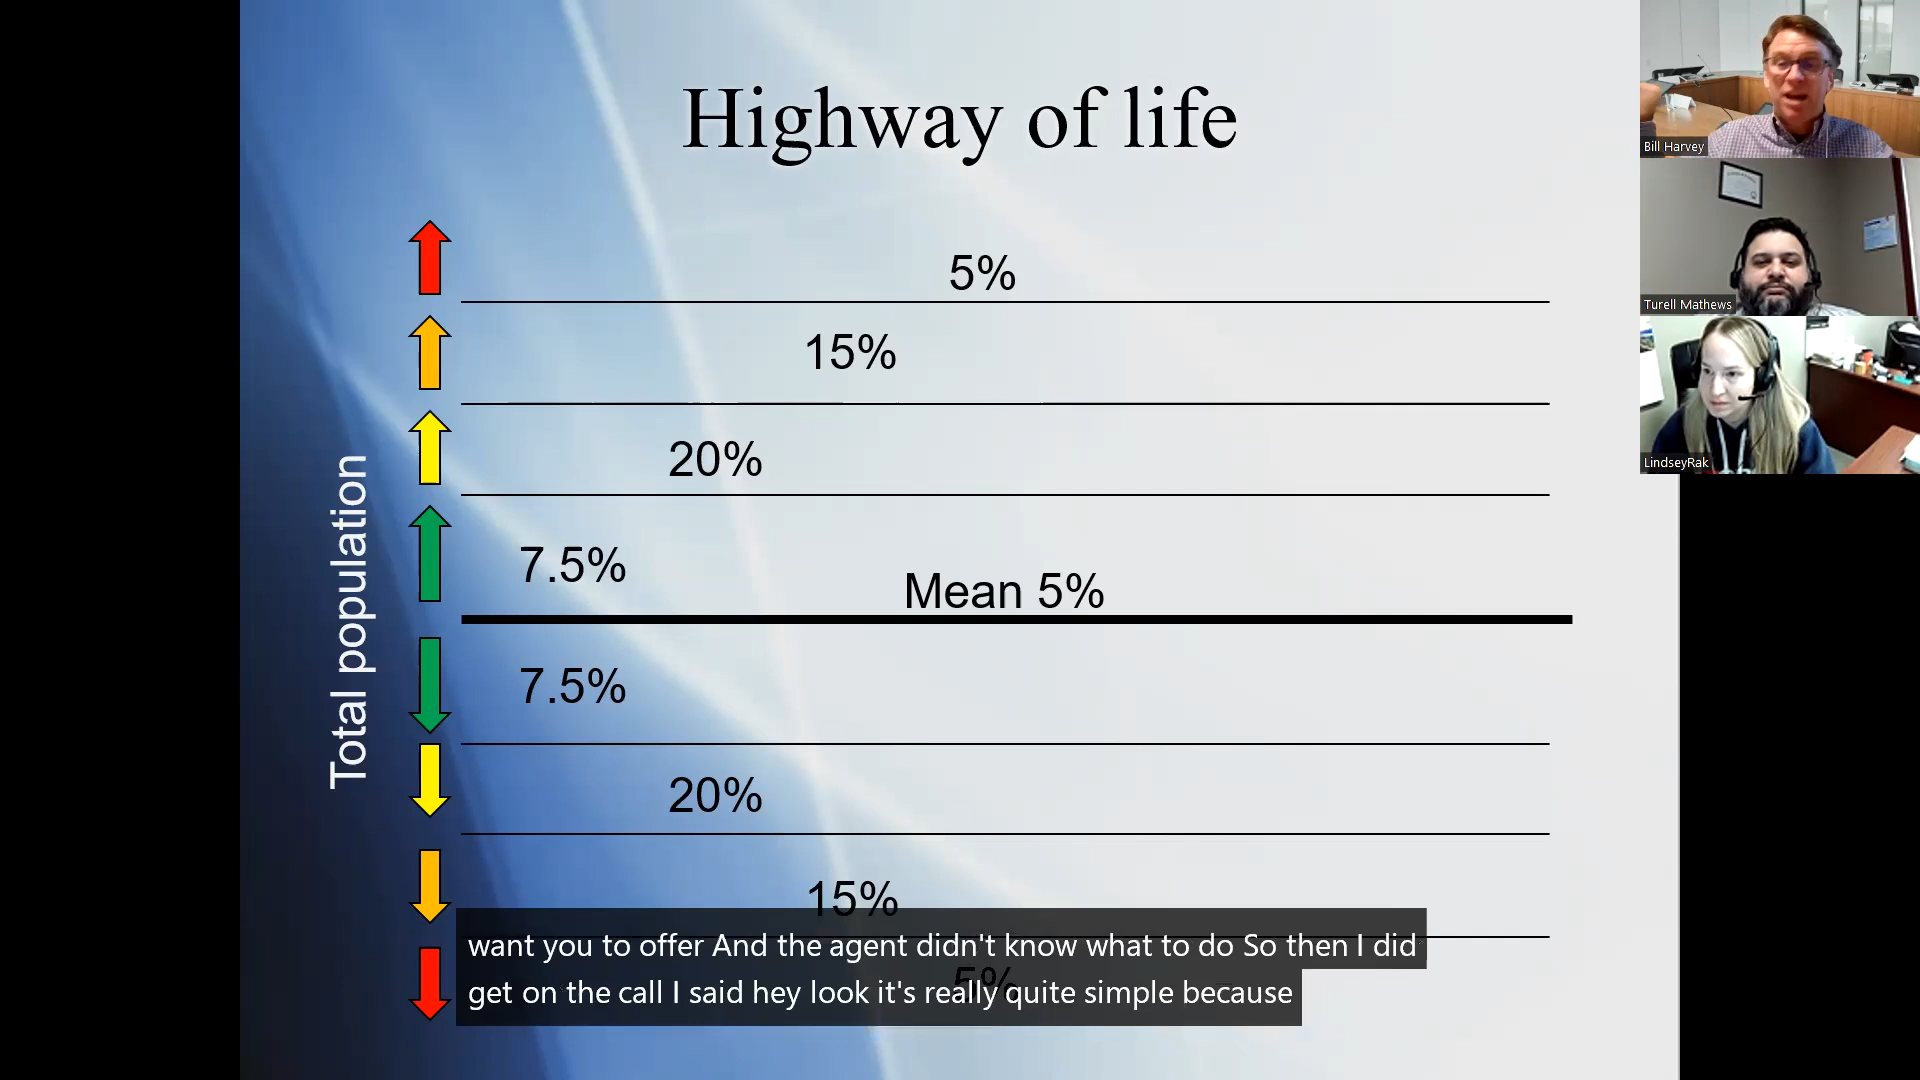 Highway of life
Bill Harvey
5%
Turell Mathews
15%
20%
LindseyRak
Total population
7.5%
Mean 5%
7.5%
20%
15%
5%
want you to offer And the agent didn't know what to do So then I did
get on the call I said hey look it's really quite simple because